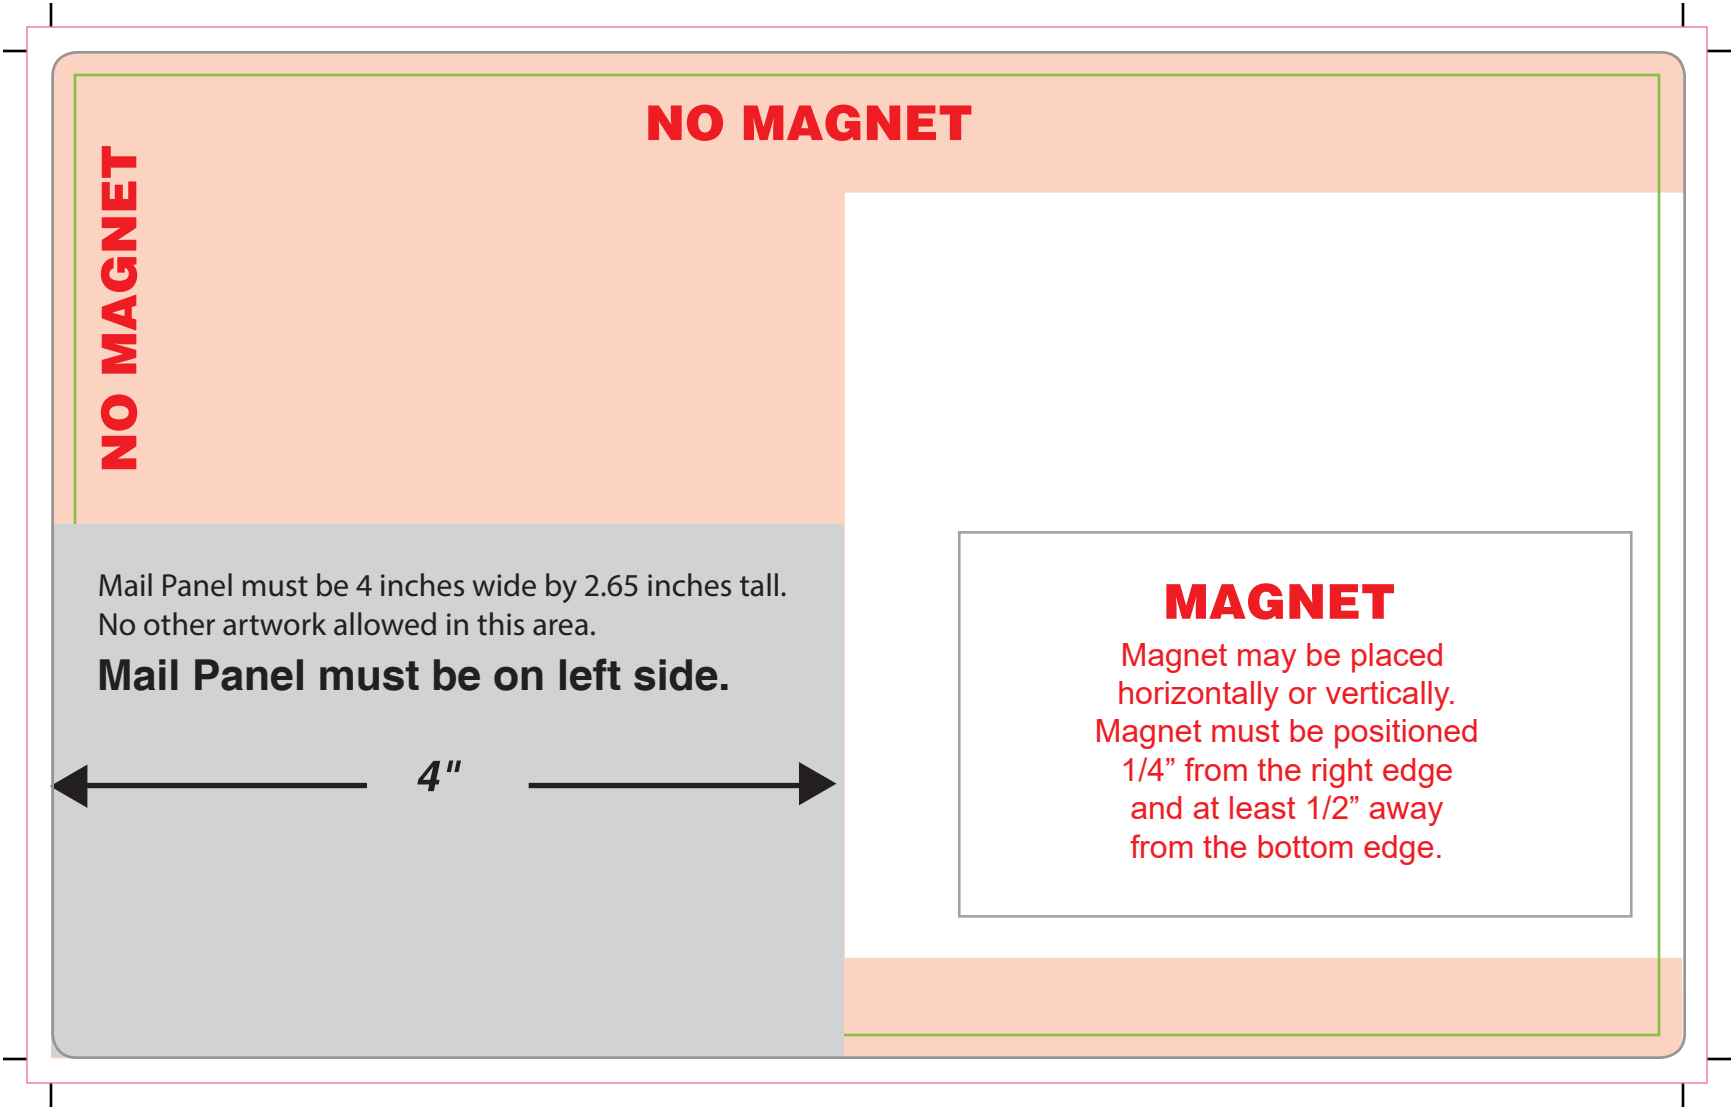 NO MAGNET
NO MAGNET
Mail Panel must be 4 inches wide by 2.65 inches tall.
No other artwork allowed in this area.
Mail Panel must be on left side.
4"
MAGNET
Magnet may be placed
horizontally or vertically.
Magnet must be positioned
1/4” from the right edge
and at least 1/2” away
from the bottom edge.